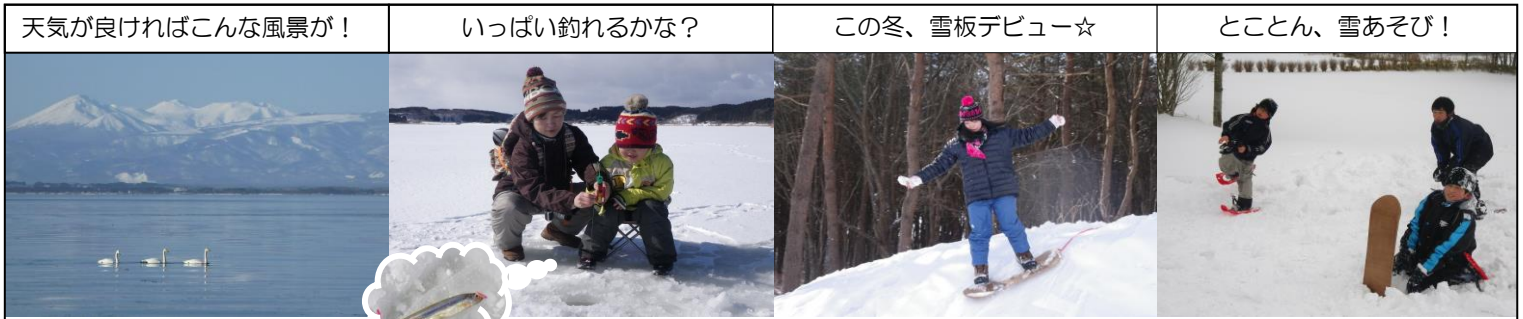 天気が良ければこんな風景が！
いっぱい釣れるかな？
この冬、雪板デビュー☆
とことん、雪あそび！